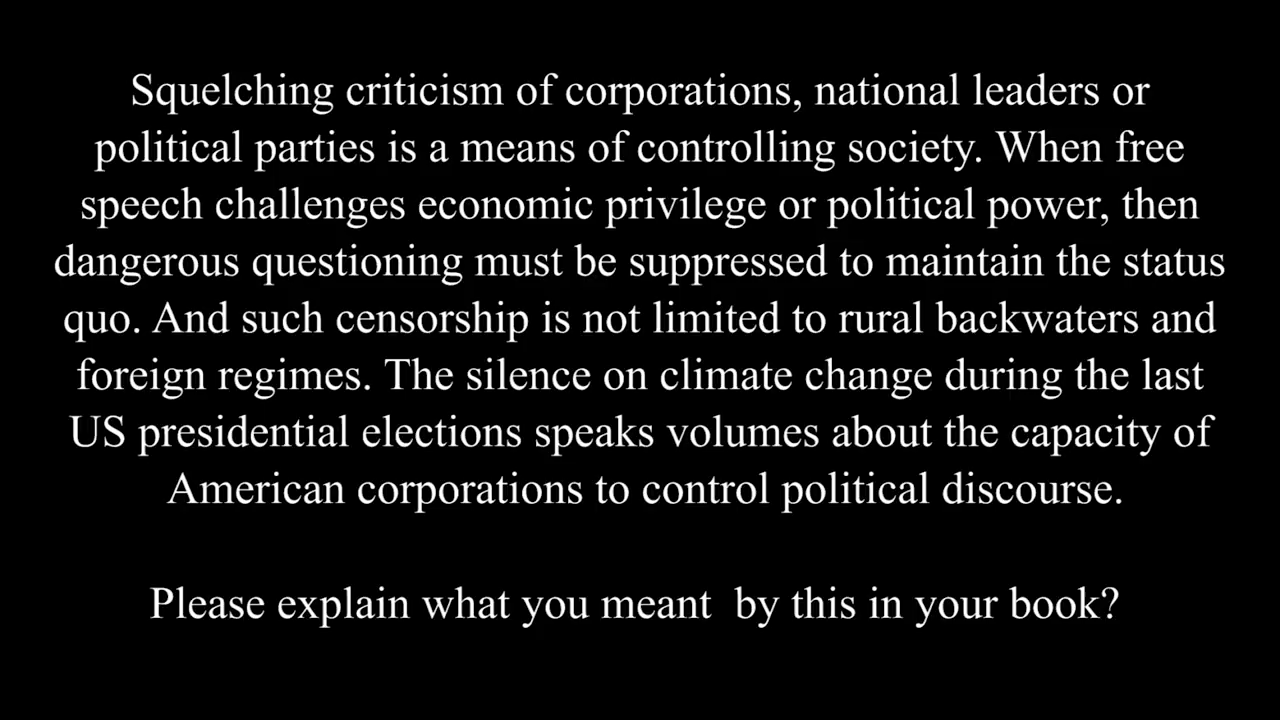 Squelching criticism of corporations, national leaders or
political parties is a means of controlling society. When free
speech challenges economic privilege or political power, then
dangerous questioning must be suppressed to maintain the status
quo. And such censorship is not limited to rural backwaters and
foreign regimes. The silence on climate change during the last
US presidential elections speaks volumes about the capacity of
American corporations to control political discourse.
Please explain what you meant  by this in your book?